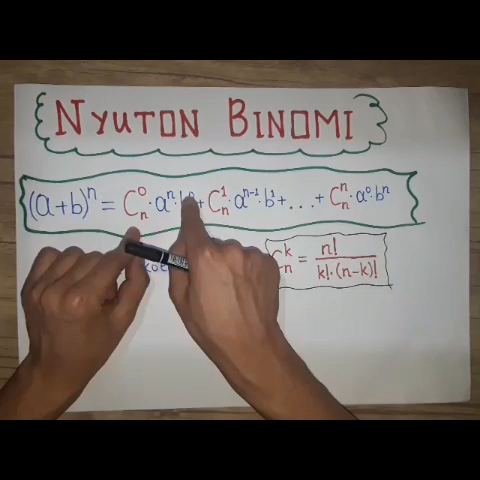 NYUTON BINOMI
(a+b)ⁿ = Cₙ⁰·aⁿ·b⁰+Cₙ¹·aⁿ⁻¹·b¹+...+Cₙⁿ·a⁰·bⁿ
Cₙᵏ = n!/(k!·(n-k)!)